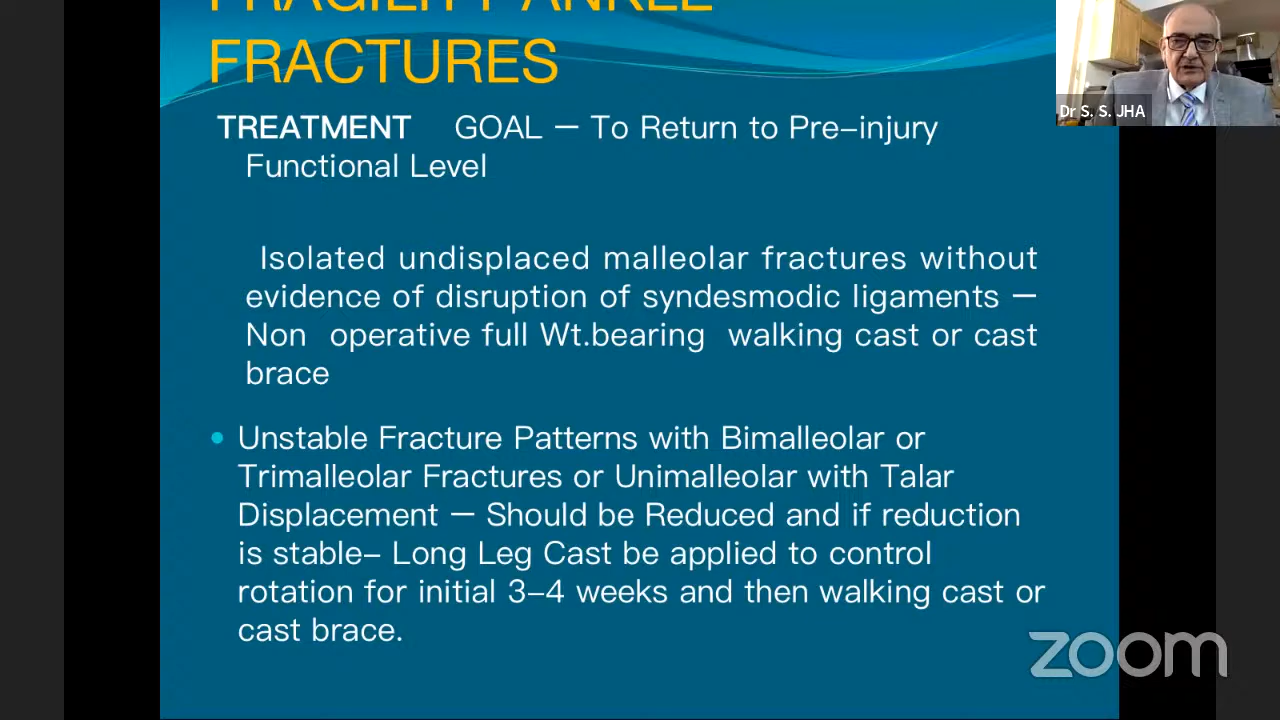 FRAGILITY ANKLE
FRACTURES
TREATMENT GOAL – To Return to Pre-injury
Functional Level
Isolated undisplaced malleolar fractures without
evidence of disruption of syndesmodic ligaments –
Non operative full Wt.bearing walking cast or cast
brace
• Unstable Fracture Patterns with Bimalleolar or
Trimalleolar Fractures or Unimalleolar with Talar
Displacement – Should be Reduced and if reduction
is stable– Long Leg Cast be applied to control
rotation for initial 3–4 weeks and then walking cast or
cast brace.
Dr S. S. JHA
zoom